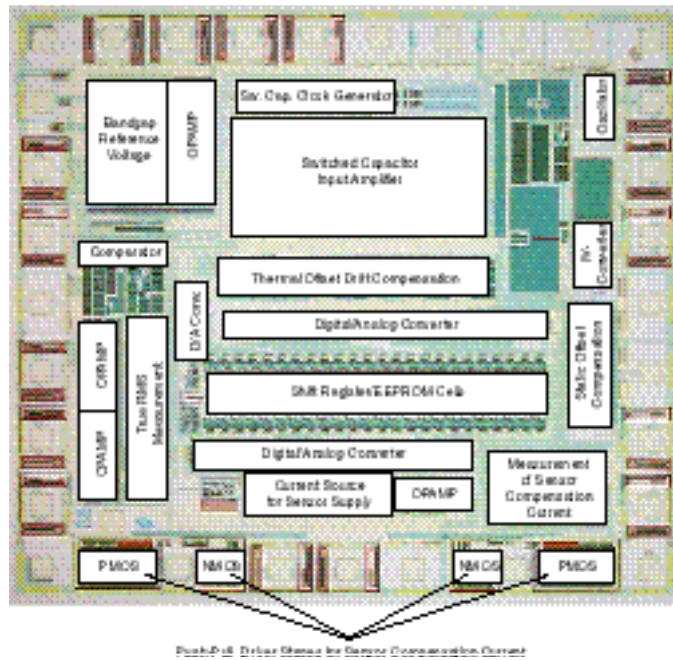 Sw. Cap. Clock Generator
Oscillator
Bandgap
Reference
Voltage
OPAMP
Switched Capacitor
Input Amplifier
Comparator
Converter
Thermal Offset Drift Compensation
D/A Conv.
Digital/Analog Converter
Static Offset
Compensation
OPAMP
True RMS
Measurement
Shift Register/EEPROM Cells
OPAMP
Digital/Analog Converter
Measurement
of Sensor
Compensation
Current
Current Source
for Sensor Supply
OPAMP
PMOS
NMOS
NMOS
PMOS
Push-Pull Driver Stages for Sensor Compensation Current